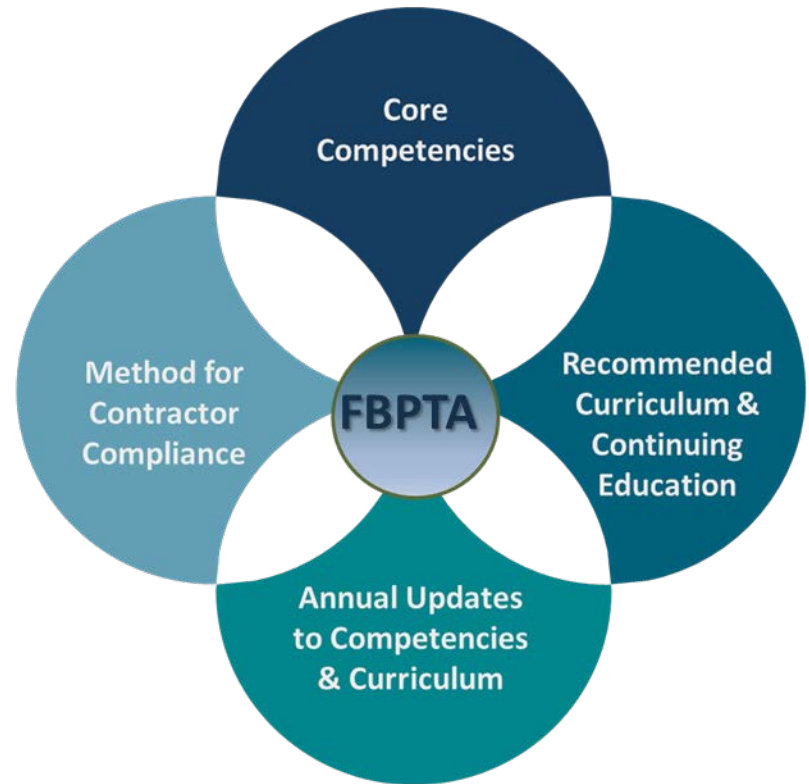 Core
Competencies
Method for
Contractor
Compliance
FBPTA
Recommended
Curriculum &
Continuing
Education
Annual Updates
to Competencies
& Curriculum